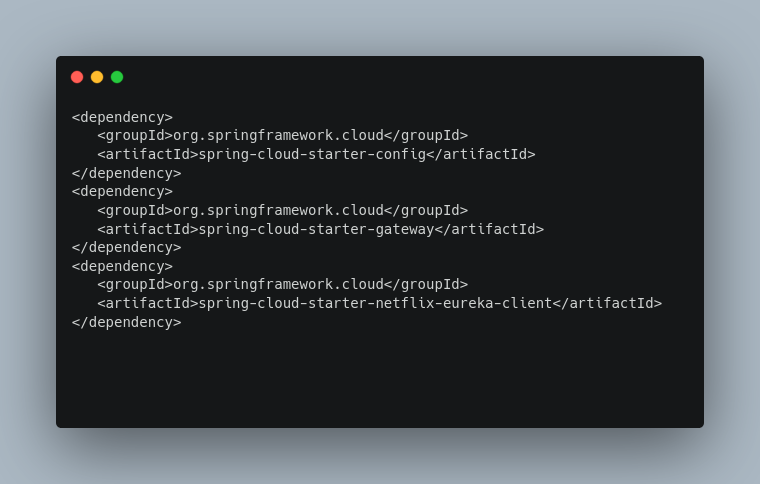 <dependency>
   <groupId>org.springframework.cloud</groupId>
   <artifactId>spring-cloud-starter-config</artifactId>
</dependency>
<dependency>
   <groupId>org.springframework.cloud</groupId>
   <artifactId>spring-cloud-starter-gateway</artifactId>
</dependency>
<dependency>
   <groupId>org.springframework.cloud</groupId>
   <artifactId>spring-cloud-starter-netflix-eureka-client</artifactId>
</dependency>